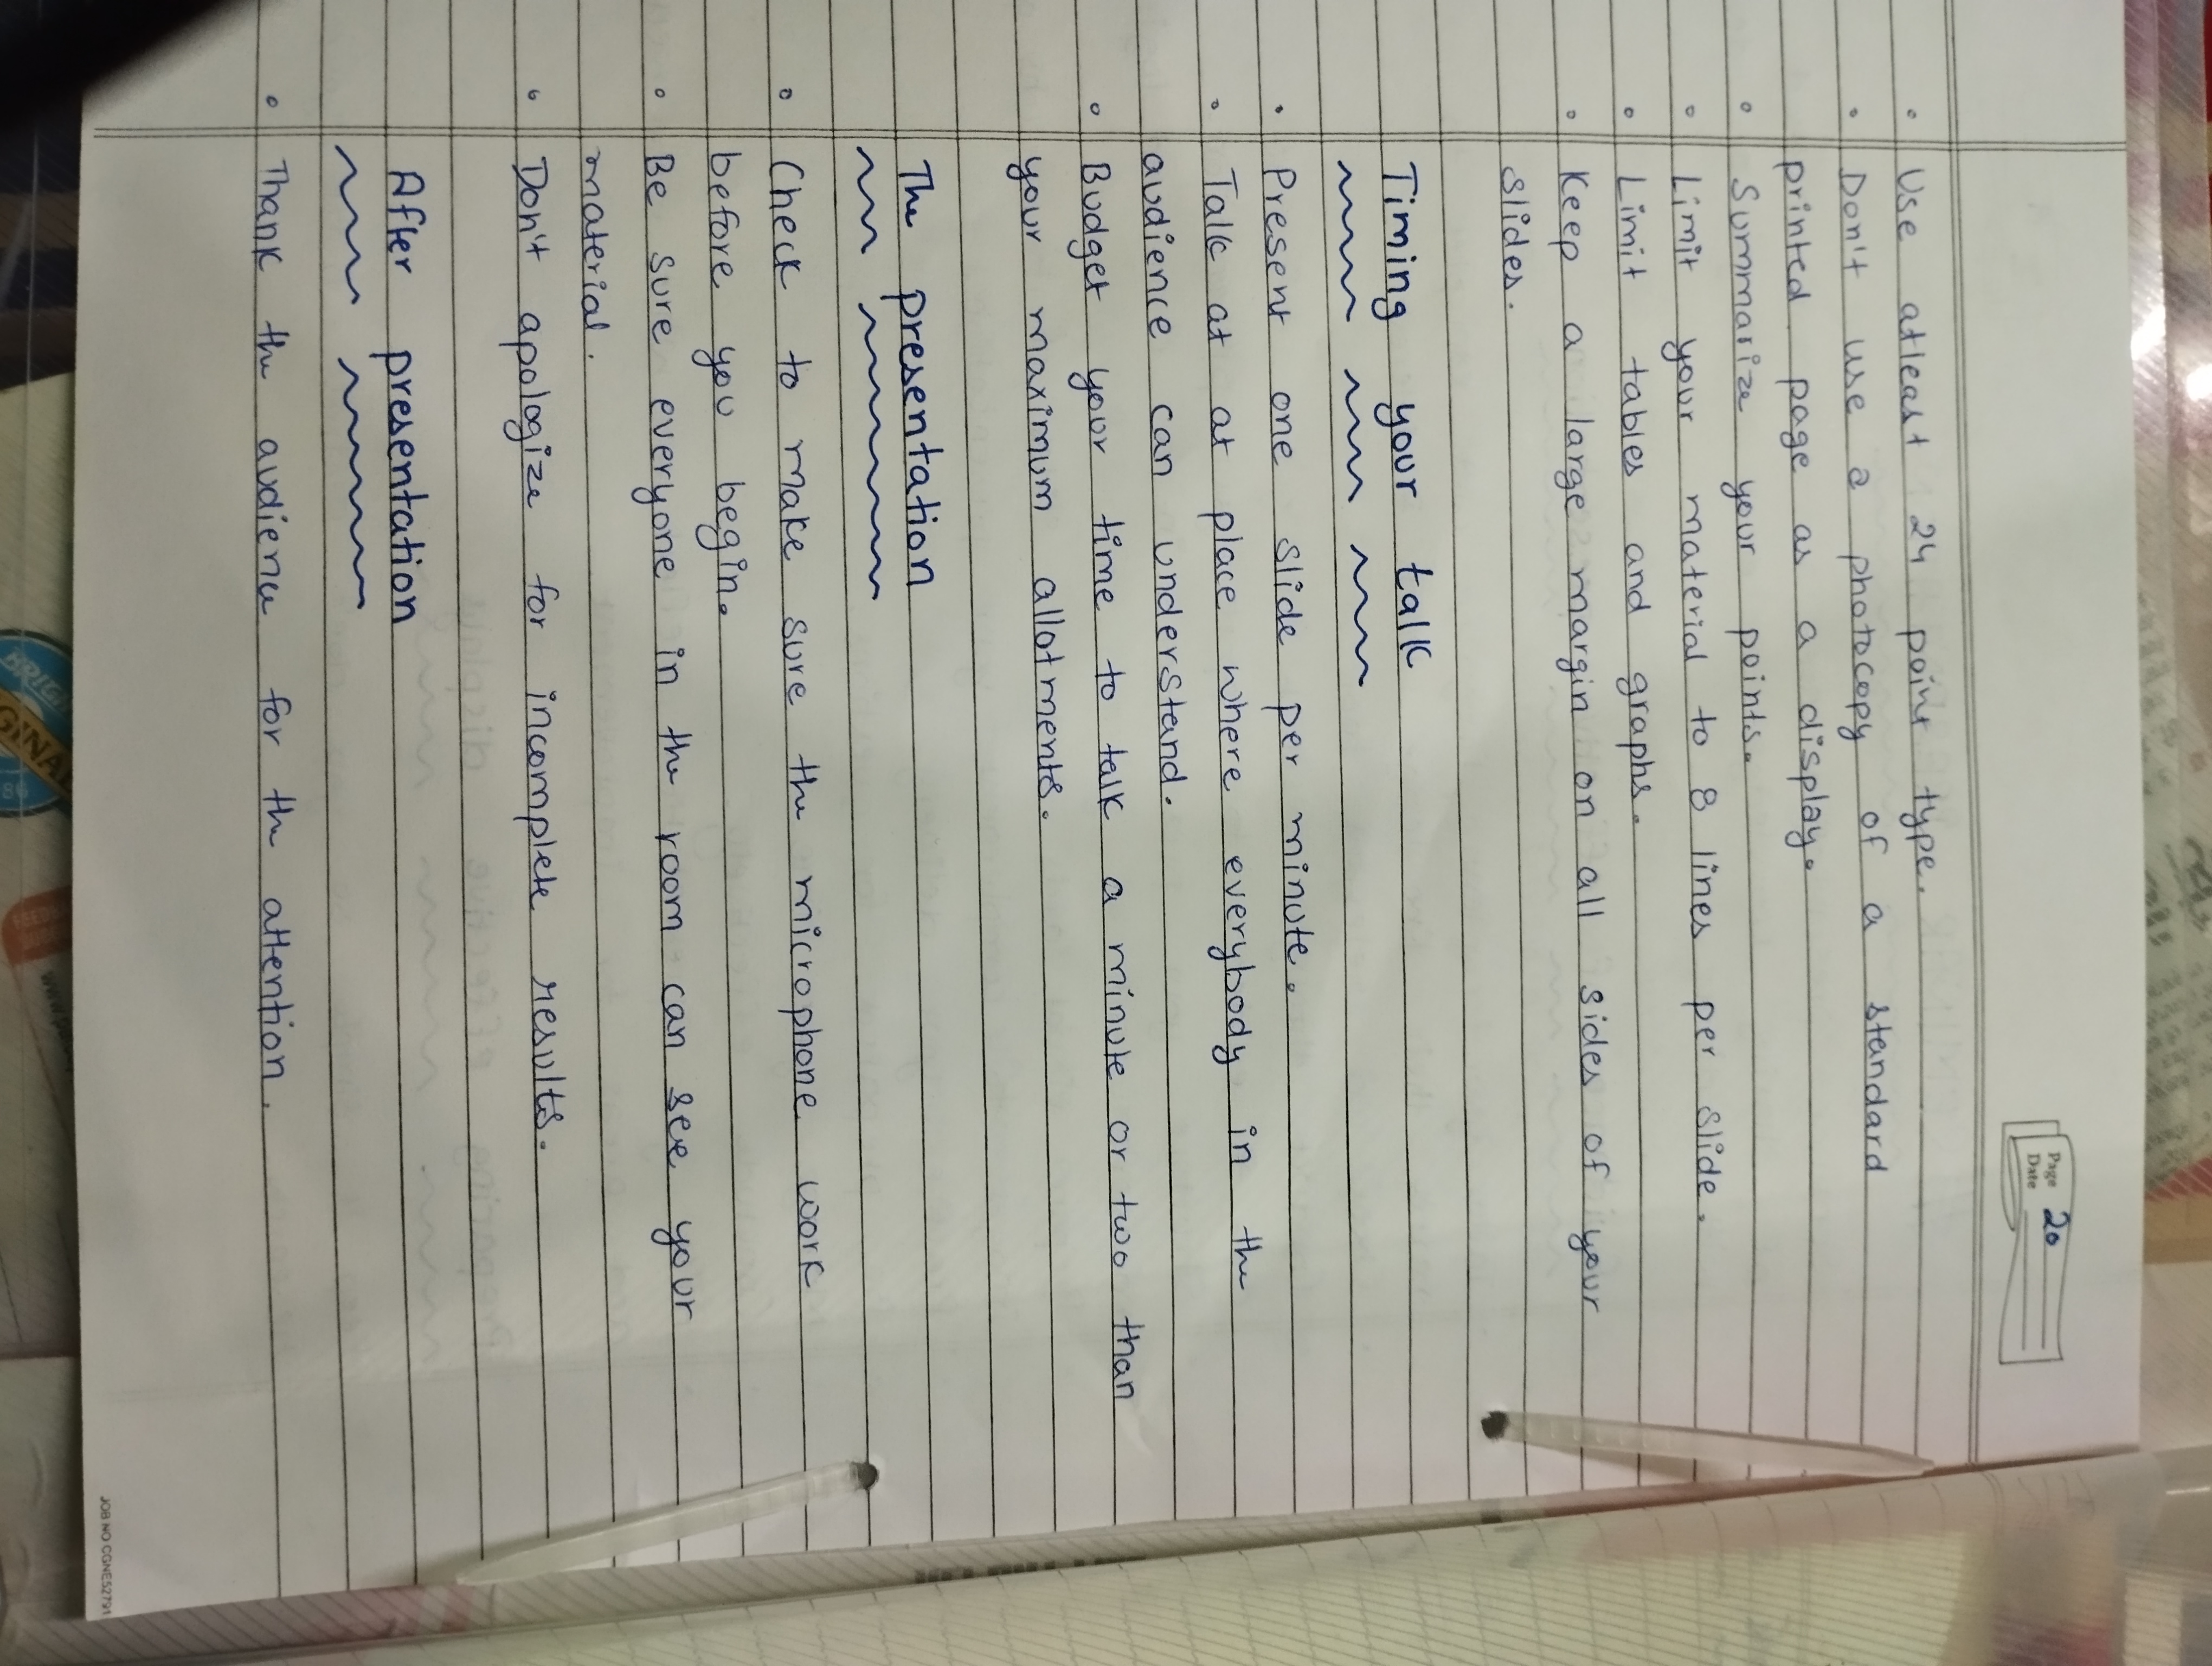 Page 20
Date
° Use atleast 24 point type.
° Don't use a photocopy of a standard
printed page as a display.
° Summarize your points.
° Limit your material to 8 lines per slide.
° Limit tables and graphs.
° Keep a large margin on all sides of your
slides.
Timing your talk
° Present one slide per minute.
° Talk at at place where everybody in the
audience can understand.
° Budget your time to talk a minute or two than
your maximum allotments.
The presentation
° Check to make sure the microphone work
before you begin.
° Be sure everyone in the room can see your
material.
° Don't apologize for incomplete results.
After presentation
° Thank the audience for the attention.
JOB NO CGNE52791